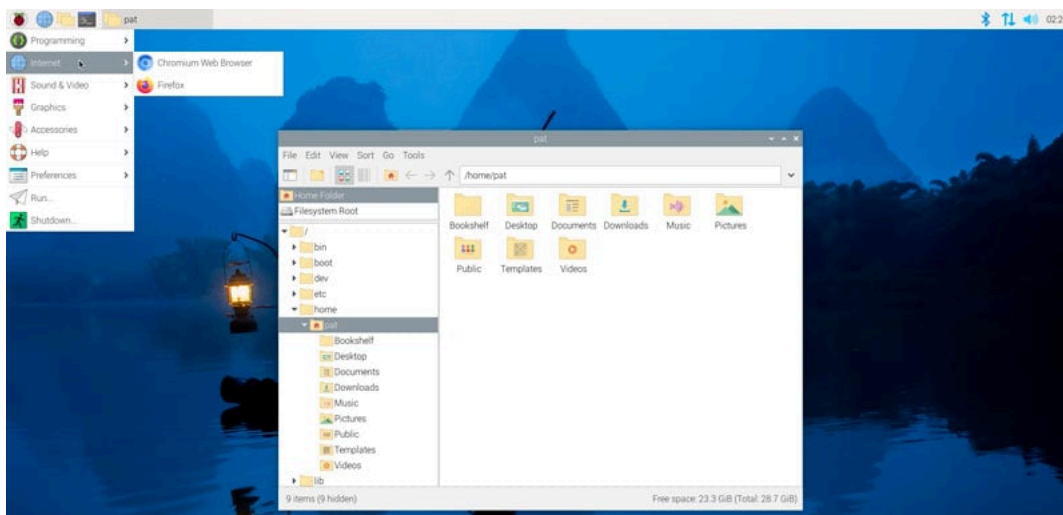 pat
02:2
Programming
Internet
Chromium Web Browser
Sound & Video
Firefox
Graphics
Accessories
Help
Preferences
Run...
Shutdown...
pat
File Edit View Sort Go Tools
/home/pat
Home Folder
Filesystem Root
/
bin
boot
dev
etc
home
pat
Bookshelf
Desktop
Documents
Downloads
Music
Pictures
Public
Templates
Videos
lib
Bookshelf Desktop Documents Downloads Music Pictures
Public Templates Videos
9 items (9 hidden)
Free space: 23.3 GiB (Total: 28.7 GiB)